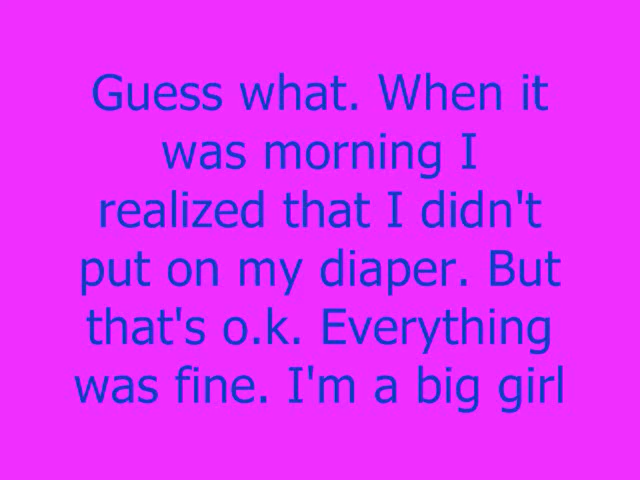 Guess what. When it
was morning I
realized that I didn't
put on my diaper. But
that's o.k. Everything
was fine. I'm a big girl